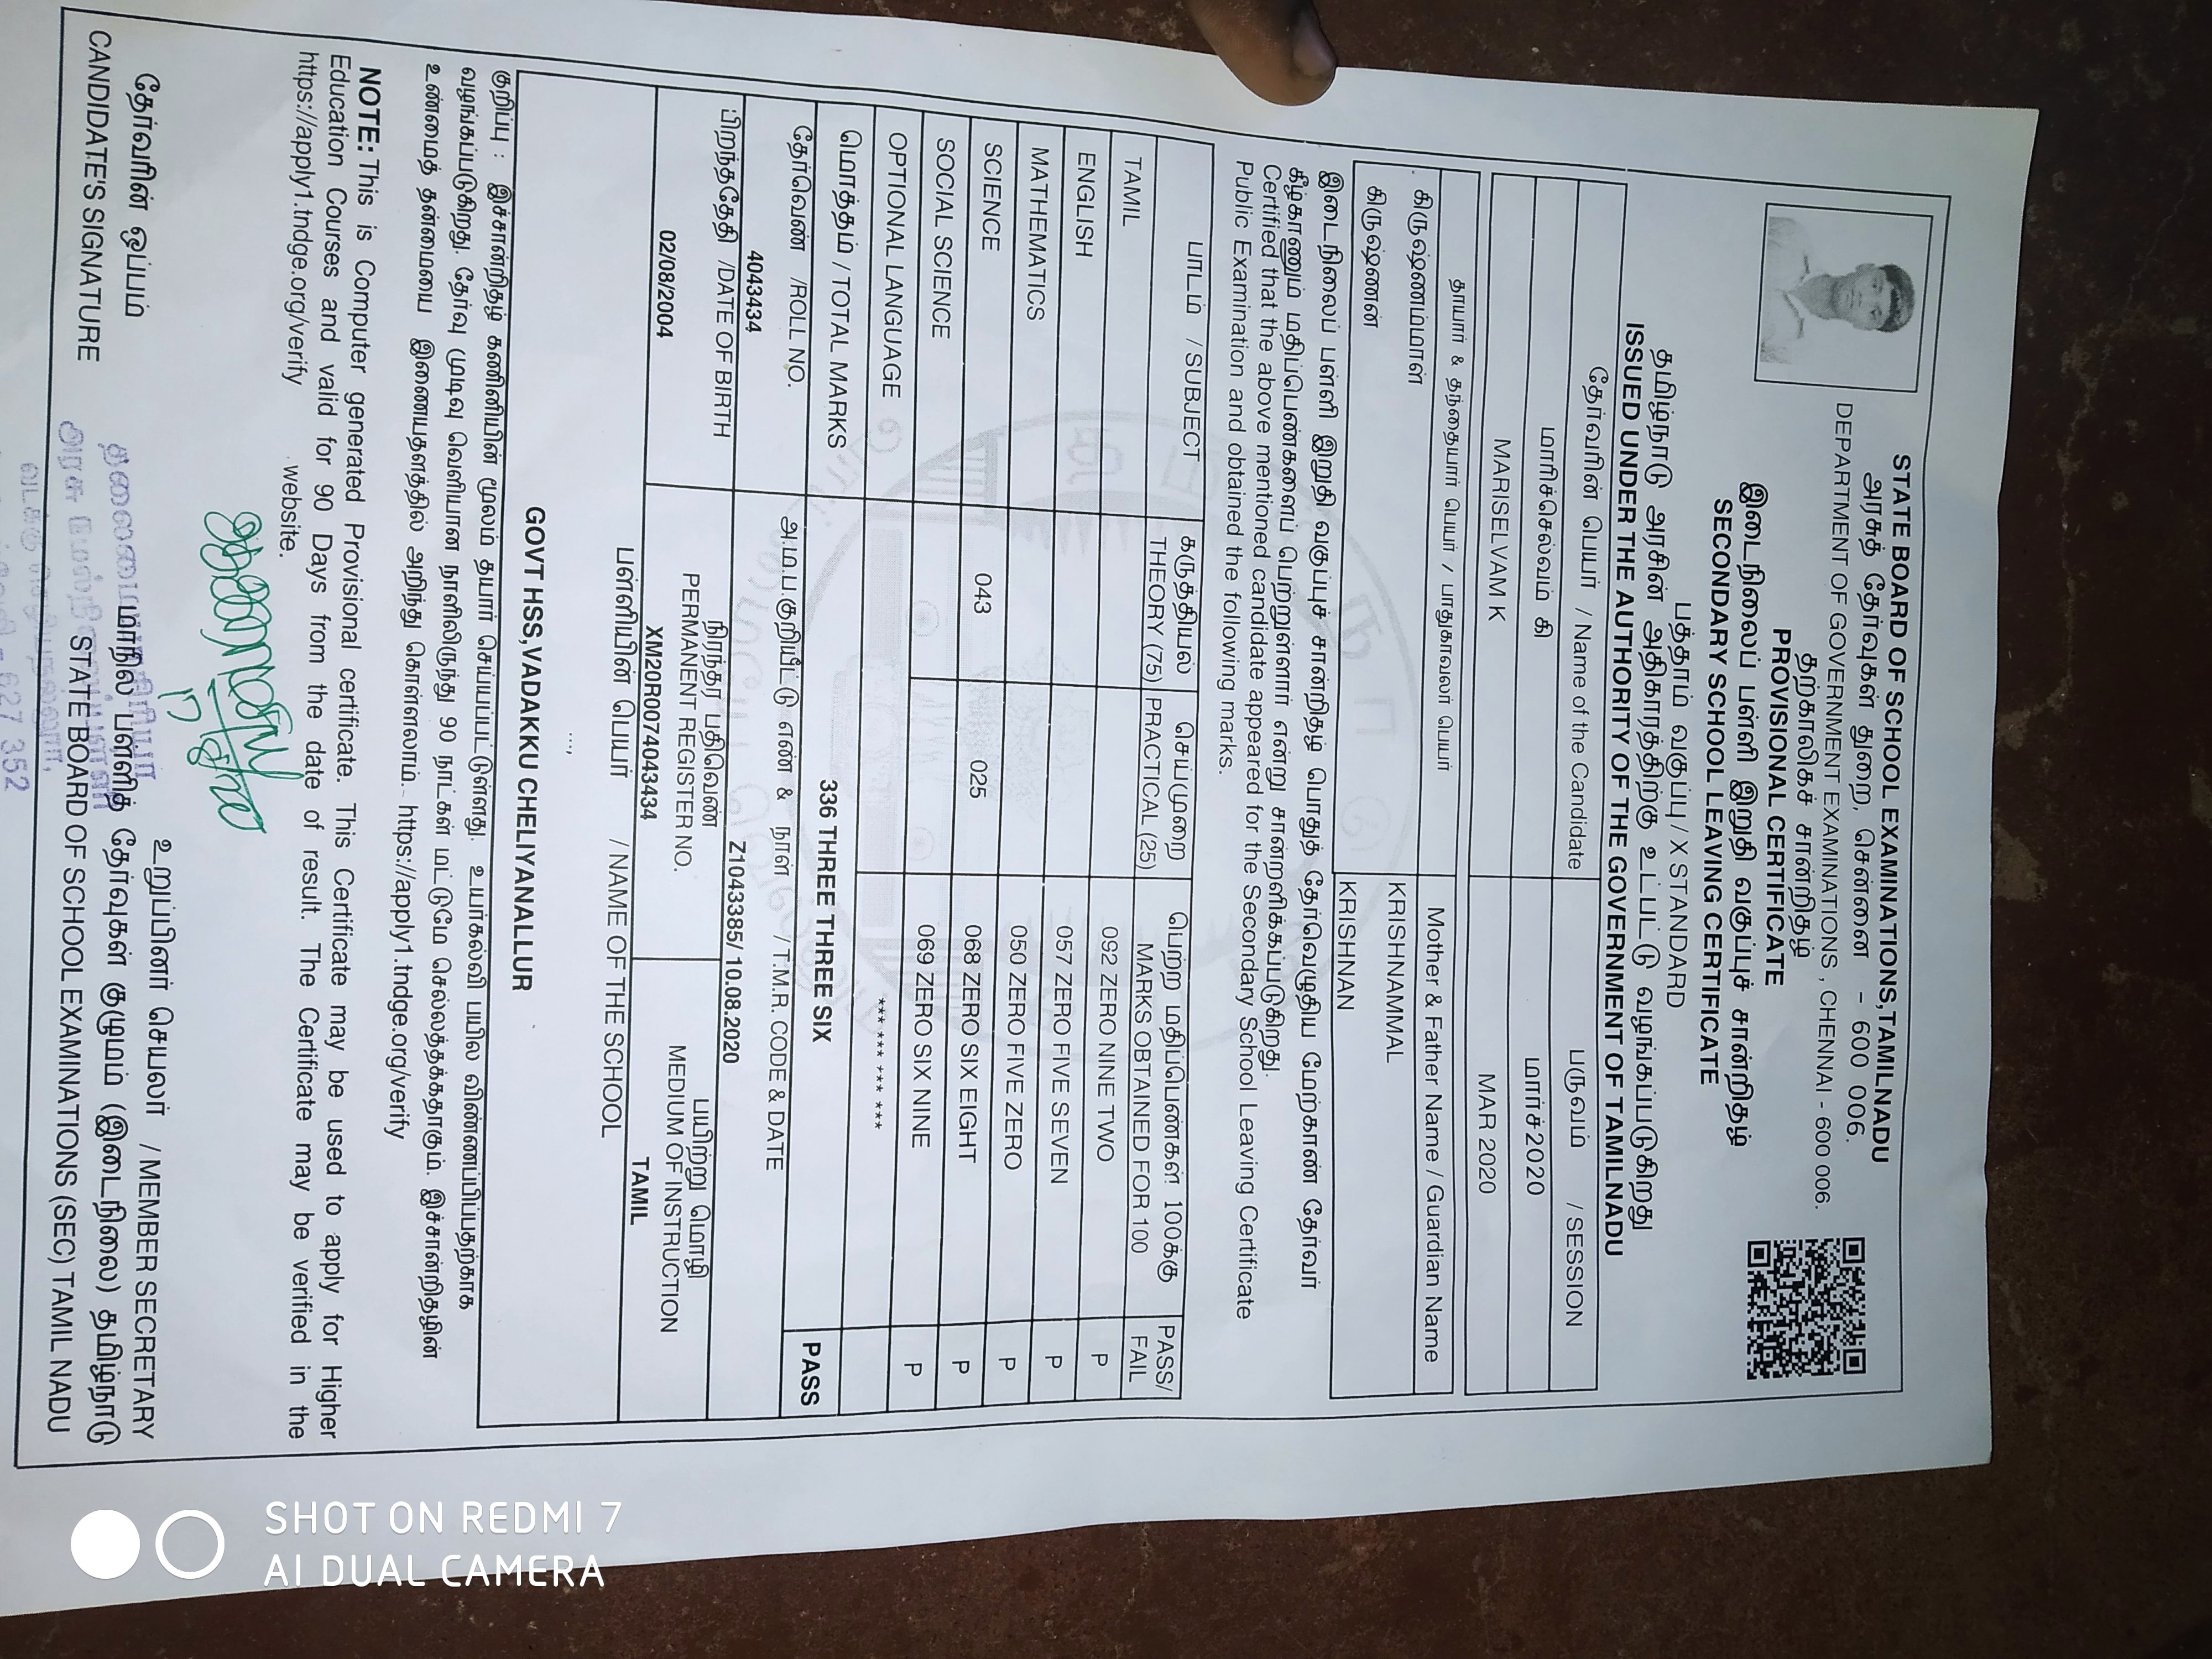 STATE BOARD OF SCHOOL EXAMINATIONS,TAMILNADU
அரசுத் தேர்வுகள் துறை, சென்னை - 600 006.
DEPARTMENT OF GOVERNMENT EXAMINATIONS , CHENNAI - 600 006.
தற்காலிகச் சான்றிதழ்
PROVISIONAL CERTIFICATE
இடைநிலைப் பள்ளி இறுதி வகுப்புச் சான்றிதழ்
SECONDARY SCHOOL LEAVING CERTIFICATE
பத்தாம் வகுப்பு / X STANDARD
தமிழ்நாடு அரசின் அதிகாரத்திற்கு உட்பட்டு வழங்கப்படுகிறது
ISSUED UNDER THE AUTHORITY OF THE GOVERNMENT OF TAMILNADU
தேர்வரின் பெயர் / Name of the Candidate பருவம் / SESSION
மாரிச்செல்வம் கி மார்ச்2020
MARISELVAM K MAR 2020
தாயார் & தந்தையார் பெயர் / பாதுகாவலர் பெயர் Mother & Father Name / Guardian Name
கிருஷ்ணம்மாள் KRISHNAMMAL
கிருஷ்ணன் KRISHNAN
இடைநிலைப் பள்ளி இறுதி வகுப்புச் சான்றிதழ் பொதுத் தேர்வெழுதிய மேற்காண் தேர்வர்
கீழ்காணும் மதிப்பெண்களைப் பெற்றுள்ளார் என்று சான்றளிக்கப்படுகிறது.
Certified that the above mentioned candidate appeared for the Secondary School Leaving Certificate
Public Examination and obtained the following marks.
பாடம் / SUBJECT கருத்தியல் THEORY (75) செய்முறை PRACTICAL (25) பெற்ற மதிப்பெண்கள் 100க்கு MARKS OBTAINED FOR 100 PASS/ FAIL
TAMIL 092 ZERO NINE TWO P
ENGLISH 057 ZERO FIVE SEVEN P
MATHEMATICS 050 ZERO FIVE ZERO P
SCIENCE 043 025 068 ZERO SIX EIGHT P
SOCIAL SCIENCE 069 ZERO SIX NINE P
OPTIONAL LANGUAGE *** *** *** ***
மொத்தம் / TOTAL MARKS 336 THREE THREE SIX PASS
தேர்வெண் /ROLL NO. அ.ம.ப.குறியீட்டு எண் & நாள் / T.M.R. CODE & DATE
4043434 Z1043385/ 10.08.2020
பிறந்ததேதி /DATE OF BIRTH நிரந்தர பதிவெண் PERMANENT REGISTER NO. பயிற்று மொழி MEDIUM OF INSTRUCTION
02/08/2004 XM20R0074043434 TAMIL
பள்ளியின் பெயர் / NAME OF THE SCHOOL
GOVT HSS,VADAKKU CHELIYANALLUR
குறிப்பு : இச்சான்றிதழ் கணினியின் மூலம் தயார் செய்யப்பட்டுள்ளது. உயர்கல்வி பயில விண்ணப்பிப்பதற்காக
வழங்கப்படுகிறது. தேர்வு முடிவு வெளியான நாளிலிருந்து 90 நாட்கள் மட்டுமே செல்லத்தக்கதாகும். இச்சான்றிதழின்
உண்மைத் தன்மையை இணையதளத்தில் அறிந்து கொள்ளலாம்- https://apply1.tndge.org/verify
NOTE: This is Computer generated Provisional certificate. This Certificate may be used to apply for Higher
Education Courses and valid for 90 Days from the date of result. The Certificate may be verified in the
https://apply1.tndge.org/verify website.
தேர்வரின் ஒப்பம் உறுப்பினர் செயலர் / MEMBER SECRETARY
மாநில பள்ளித் தேர்வுகள் குழுமம் (இடைநிலை) தமிழ்நாடு
CANDIDATE'S SIGNATURE STATE BOARD OF SCHOOL EXAMINATIONS (SEC) TAMIL NADU
627 352
SHOT ON REDMI 7
AI DUAL CAMERA